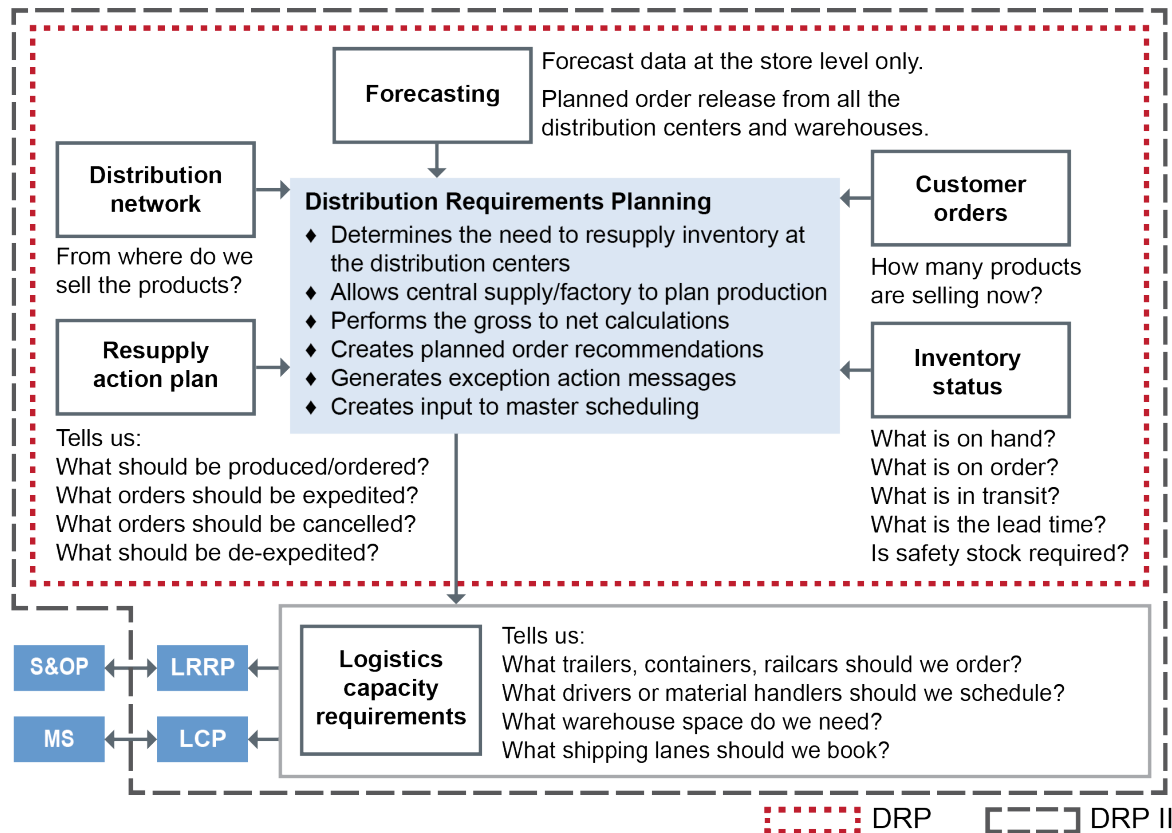 Forecasting
Forecast data at the store level only.
Planned order release from all the
distribution centers and warehouses.
Distribution
network
From where do we
sell the products?
Resupply
action plan
Tells us:
What should be produced/ordered?
What orders should be expedited?
What orders should be cancelled?
What should be de-expedited?
Distribution Requirements Planning
♦ Determines the need to resupply inventory at
the distribution centers
♦ Allows central supply/factory to plan production
♦ Performs the gross to net calculations
♦ Creates planned order recommendations
♦ Generates exception action messages
♦ Creates input to master scheduling
Customer
orders
How many products
are selling now?
Inventory
status
What is on hand?
What is on order?
What is in transit?
What is the lead time?
Is safety stock required?
S&OP
LRRP
MS
LCP
Logistics
capacity
requirements
Tells us:
What trailers, containers, railcars should we order?
What drivers or material handlers should we schedule?
What warehouse space do we need?
What shipping lanes should we book?
DRP
DRP II